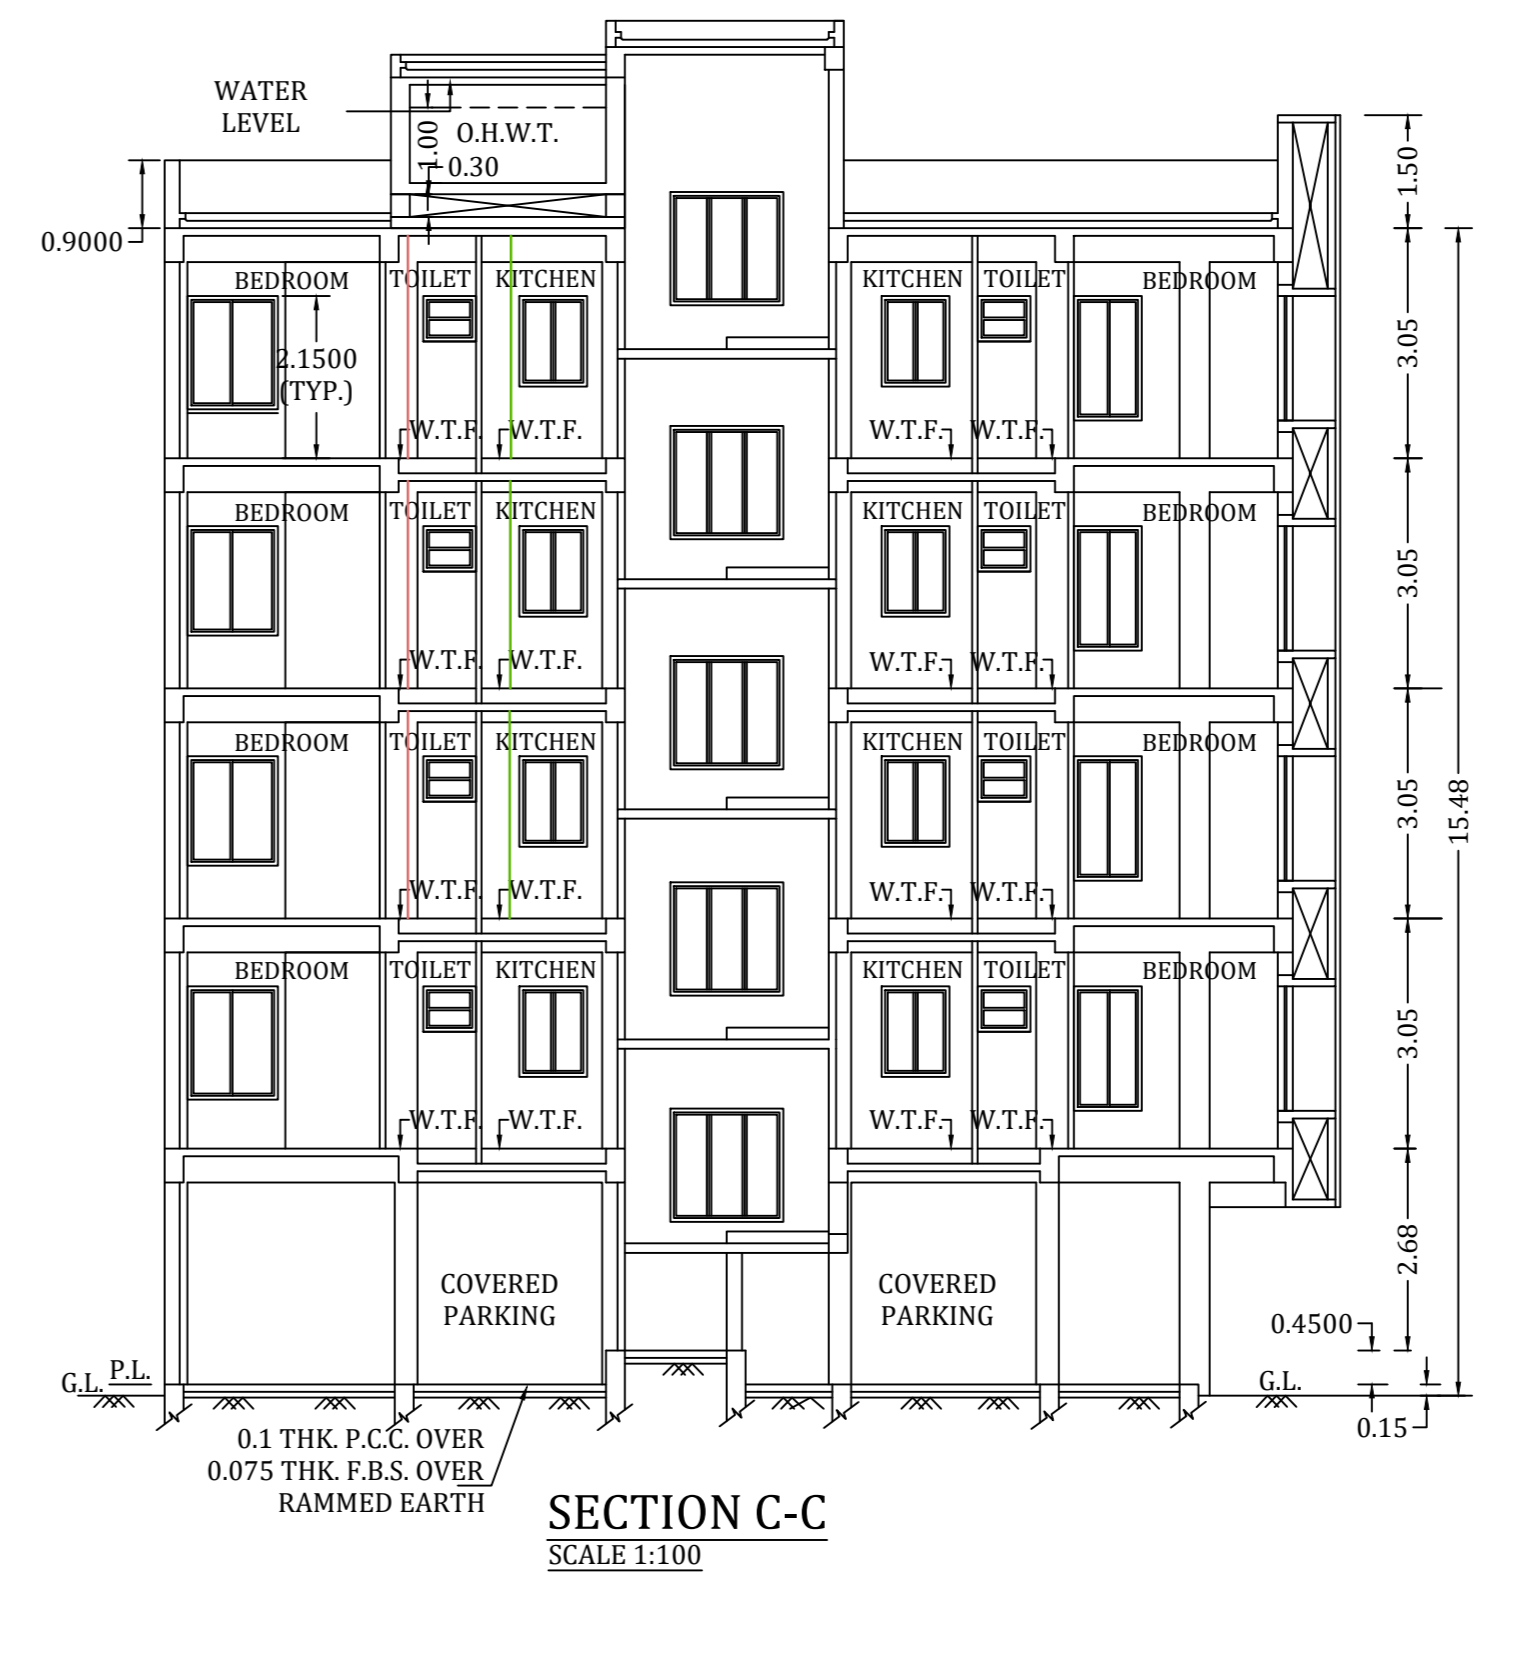 WATER
LEVEL
1.00
O.H.W.T.
0.30
1.50
0.9000
BEDROOM
TOILET
KITCHEN
KITCHEN
TOILET
BEDROOM
2.1500
(TYP.)
3.05
W.T.F.
W.T.F.
W.T.F.
W.T.F.
BEDROOM
TOILET
KITCHEN
KITCHEN
TOILET
BEDROOM
3.05
W.T.F.
W.T.F.
W.T.F.
W.T.F.
BEDROOM
TOILET
KITCHEN
KITCHEN
TOILET
BEDROOM
3.05
15.48
W.T.F.
W.T.F.
W.T.F.
W.T.F.
BEDROOM
TOILET
KITCHEN
KITCHEN
TOILET
BEDROOM
3.05
W.T.F.
W.T.F.
W.T.F.
W.T.F.
2.68
COVERED
PARKING
COVERED
PARKING
0.4500
G.L.
P.L.
G.L.
0.15
0.1 THK. P.C.C. OVER
0.075 THK. F.B.S. OVER
RAMMED EARTH
SECTION C-C
SCALE 1:100